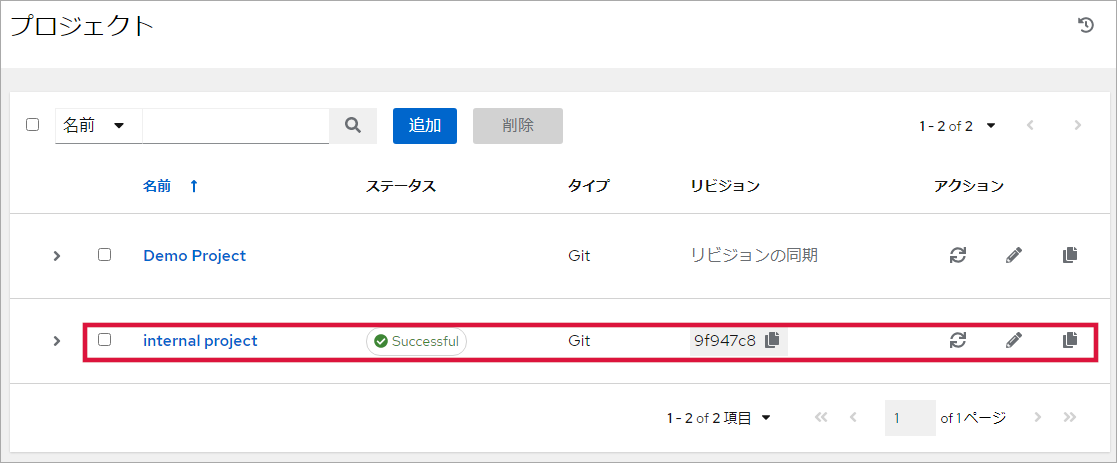 プロジェクト
名前 追加 削除 1 - 2 of 2
名前 ステータス タイプ リビジョン アクション
Demo Project Git リビジョンの同期
internal project Successful Git 9f947c8
1 - 2 of 2 項目 1 of 1 ページ